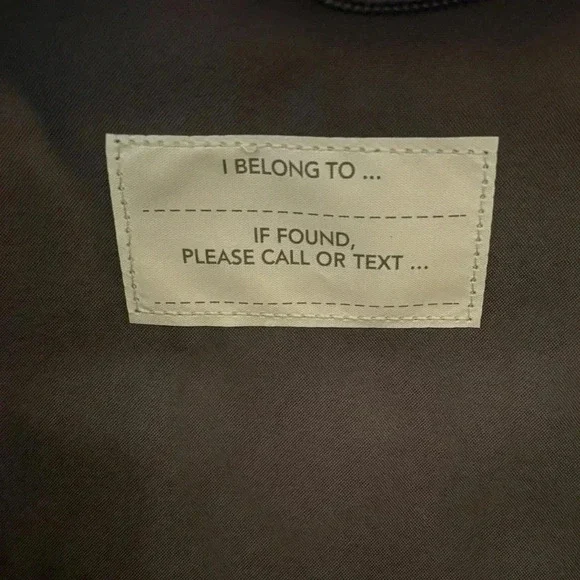 I BELONG TO ...
IF FOUND,
PLEASE CALL OR TEXT ...